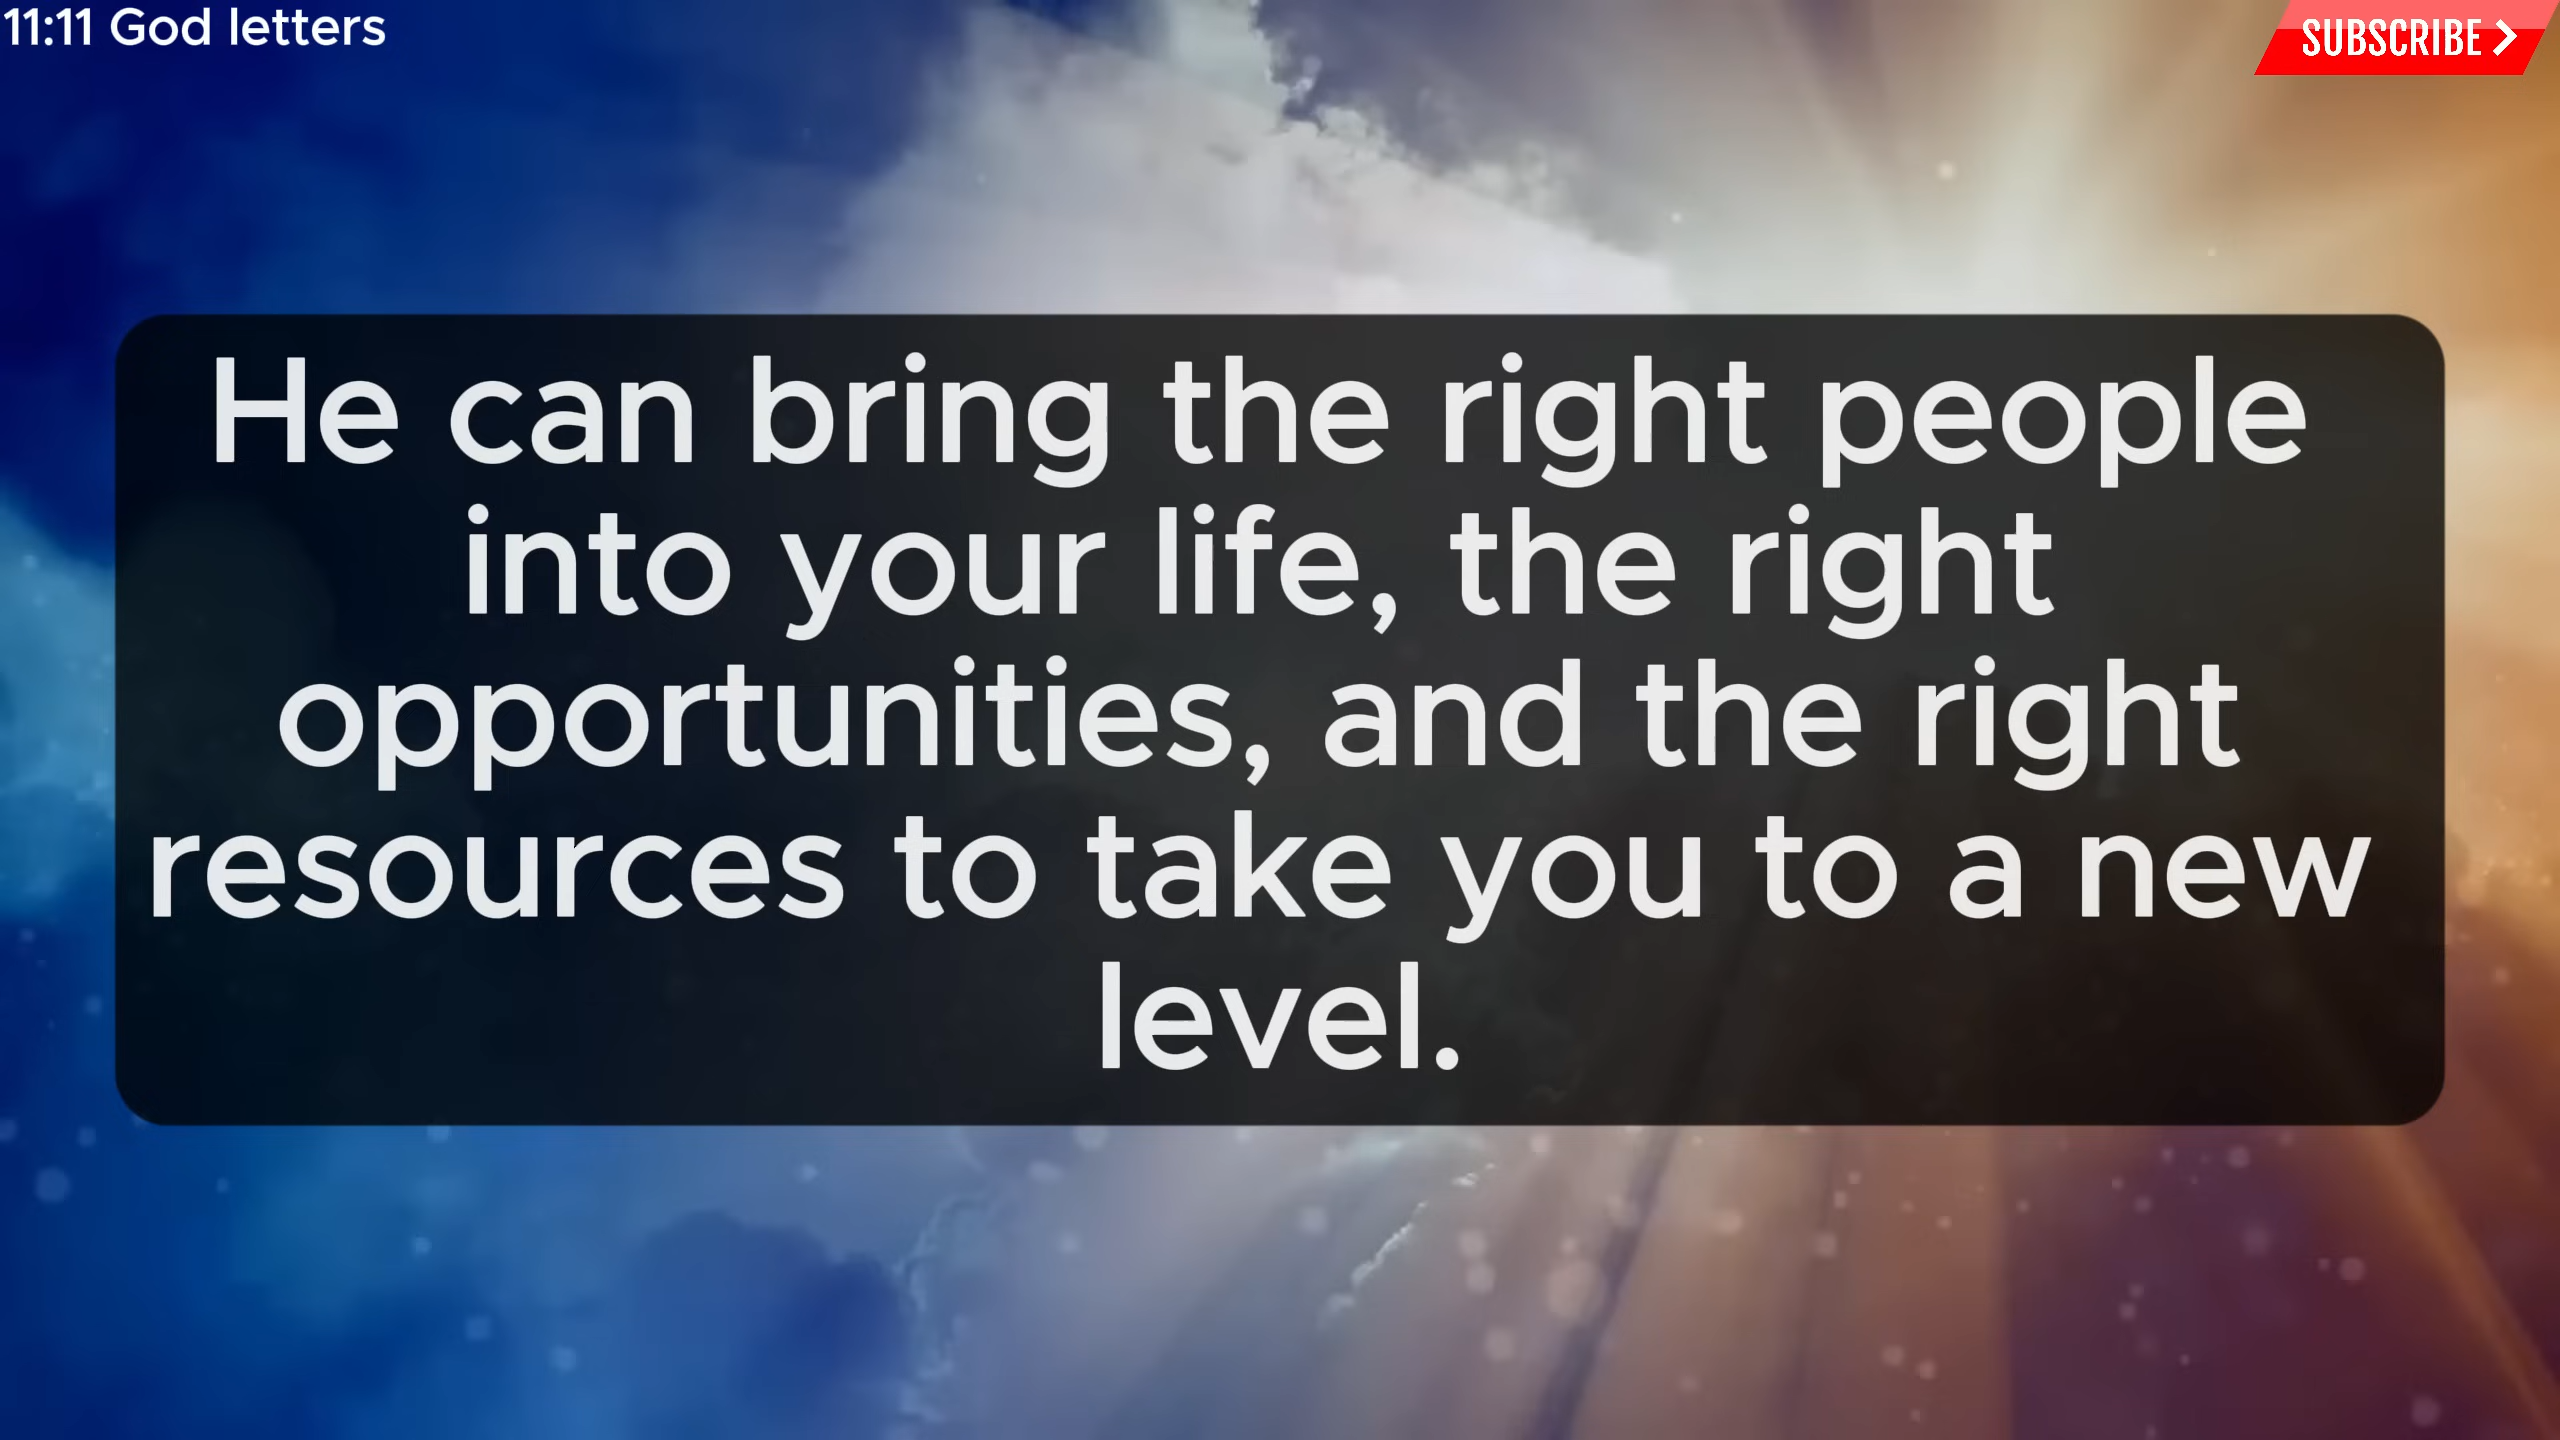 11:11 God letters
SUBSCRIBE
He can bring the right people
into your life, the right
opportunities, and the right
resources to take you to a new
level.